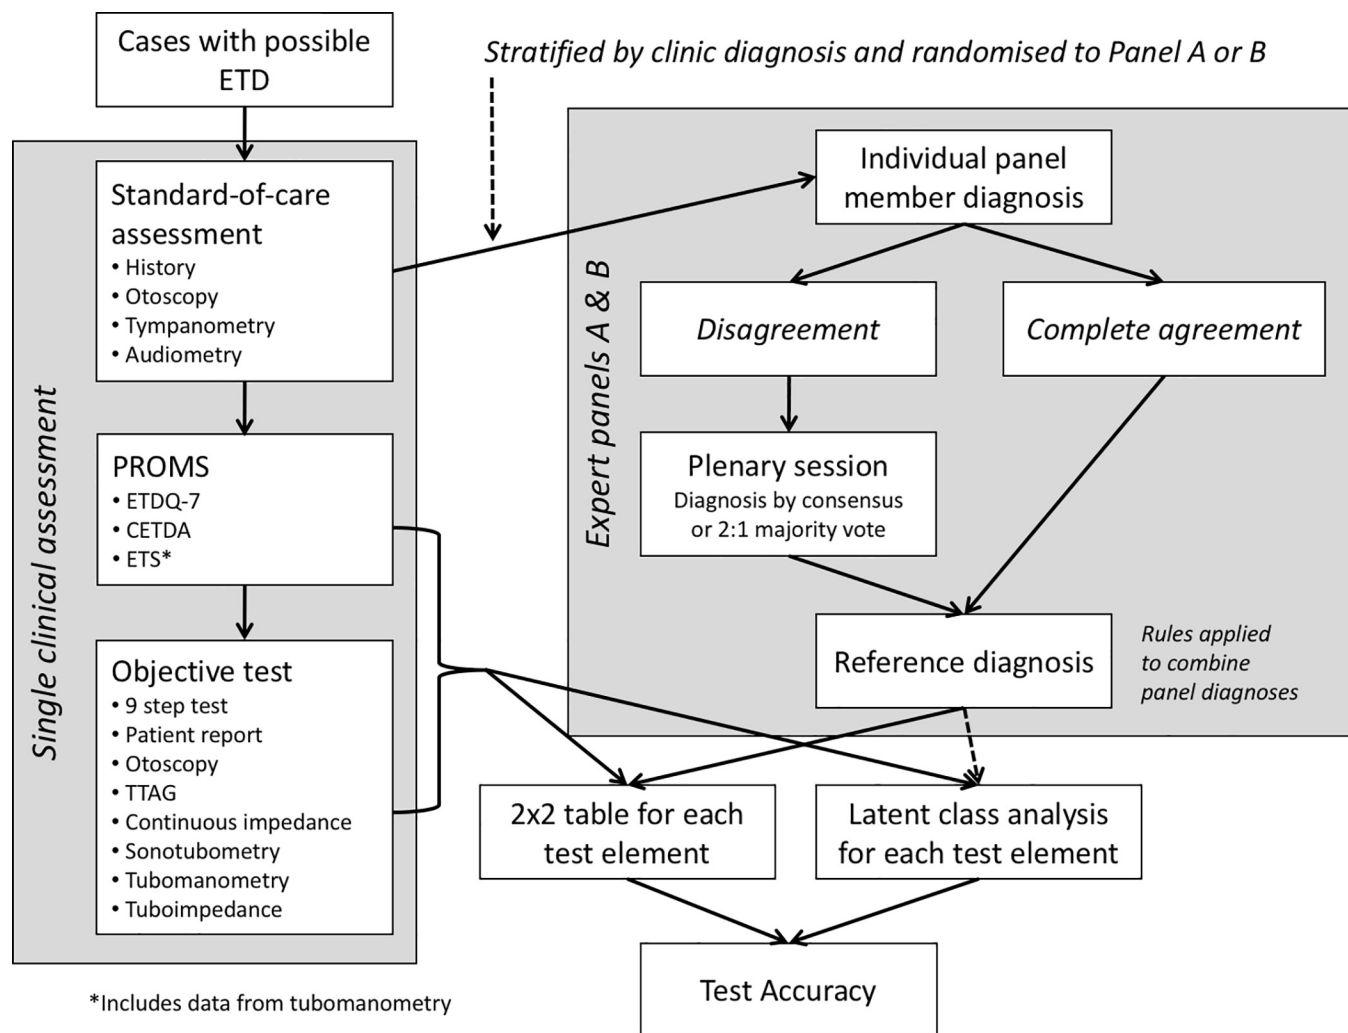 Cases with possible
ETD
Stratified by clinic diagnosis and randomised to Panel A or B
Single clinical assessment
Standard-of-care
assessment
• History
• Otoscopy
• Tympanometry
• Audiometry
PROMS
• ETDQ-7
• CETDA
• ETS*
Objective test
• 9 step test
• Patient report
• Otoscopy
• TTAG
• Continuous impedance
• Sonotubometry
• Tubomanometry
• Tuboimpedance
*Includes data from tubomanometry
Expert panels A & B
Individual panel
member diagnosis
Disagreement
Complete agreement
Plenary session
Diagnosis by consensus
or 2:1 majority vote
Reference diagnosis
Rules applied
to combine
panel diagnoses
2x2 table for each
test element
Latent class analysis
for each test element
Test Accuracy